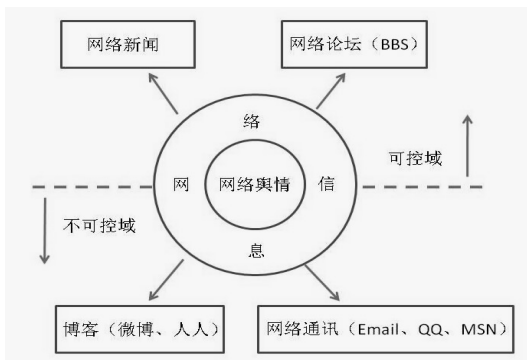 网络新闻
网络论坛（BBS）
络
可控域
网
网络舆情
信
不可控域
息
博客（微博、人人）
网络通讯（Email、QQ、MSN）